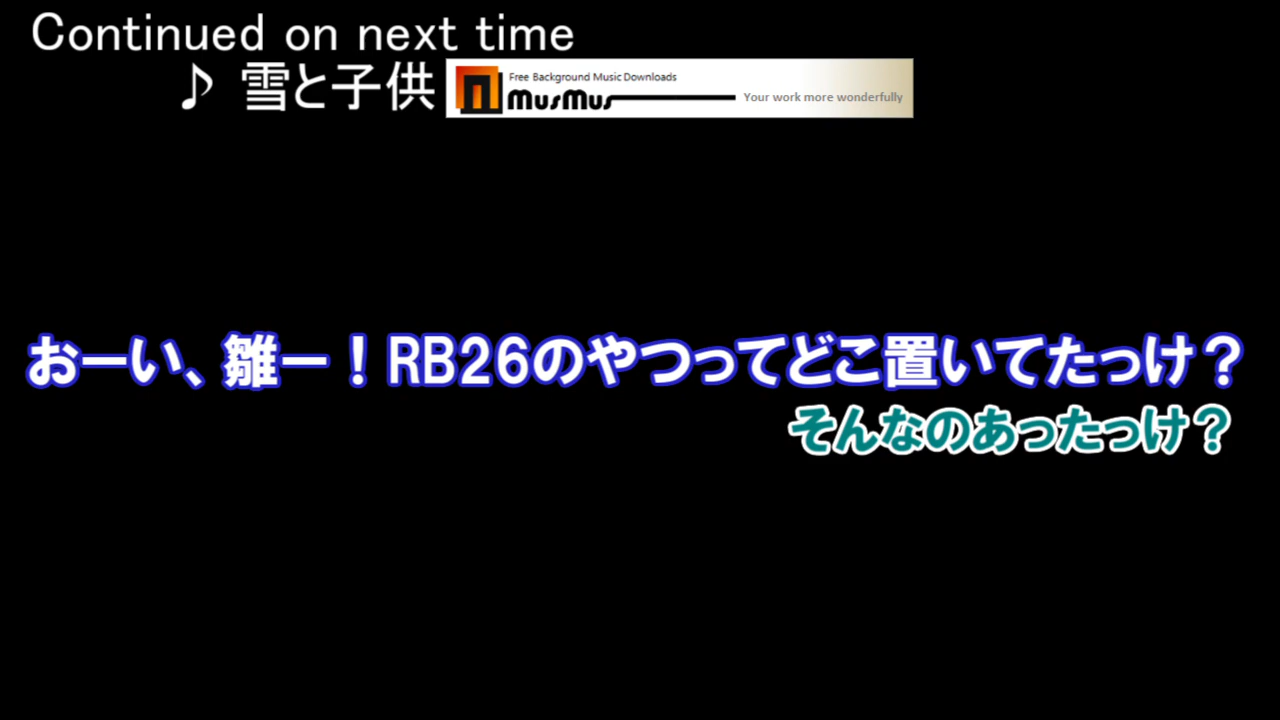 Continued on next time
♪ 雪と子供
Free Background Music Downloads
MusMus
Your work more wonderfully
おーい、雛ー！RB26のやつってどこ置いてたっけ？
そんなのあったっけ？